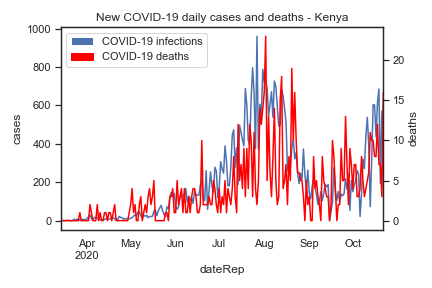 New COVID-19 daily cases and deaths - Kenya
COVID-19 infections
COVID-19 deaths
1000
800
600
400
200
0
cases
20
15
10
5
0
deaths
Apr May Jun Jul Aug Sep Oct
2020
dateRep